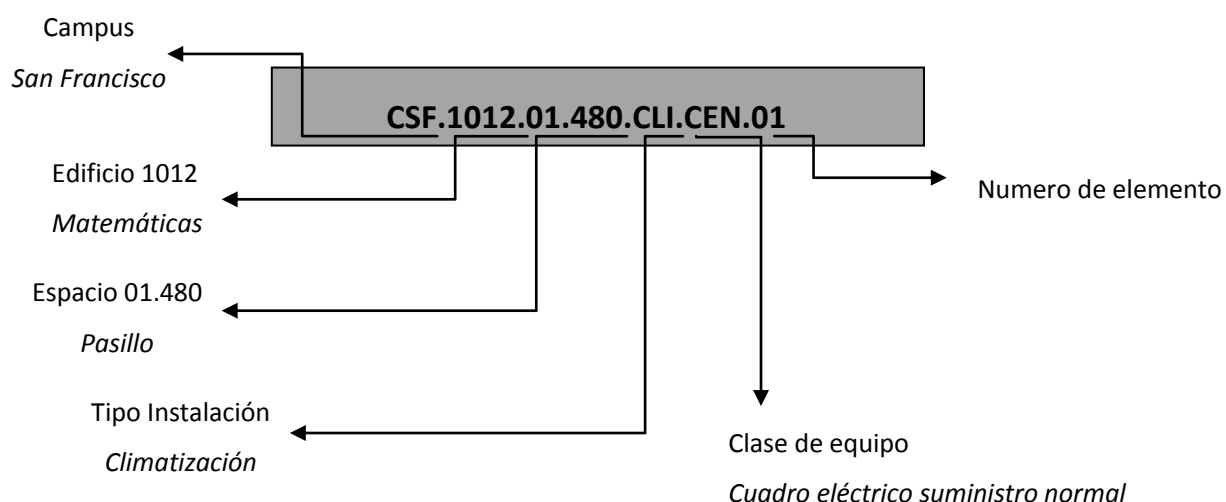 Campus
San Francisco
CSF.1012.01.480.CLI.CEN.01
Edificio 1012
Matemáticas
Numero de elemento
Espacio 01.480
Pasillo
Tipo Instalación
Climatización
Clase de equipo
Cuadro eléctrico suministro normal